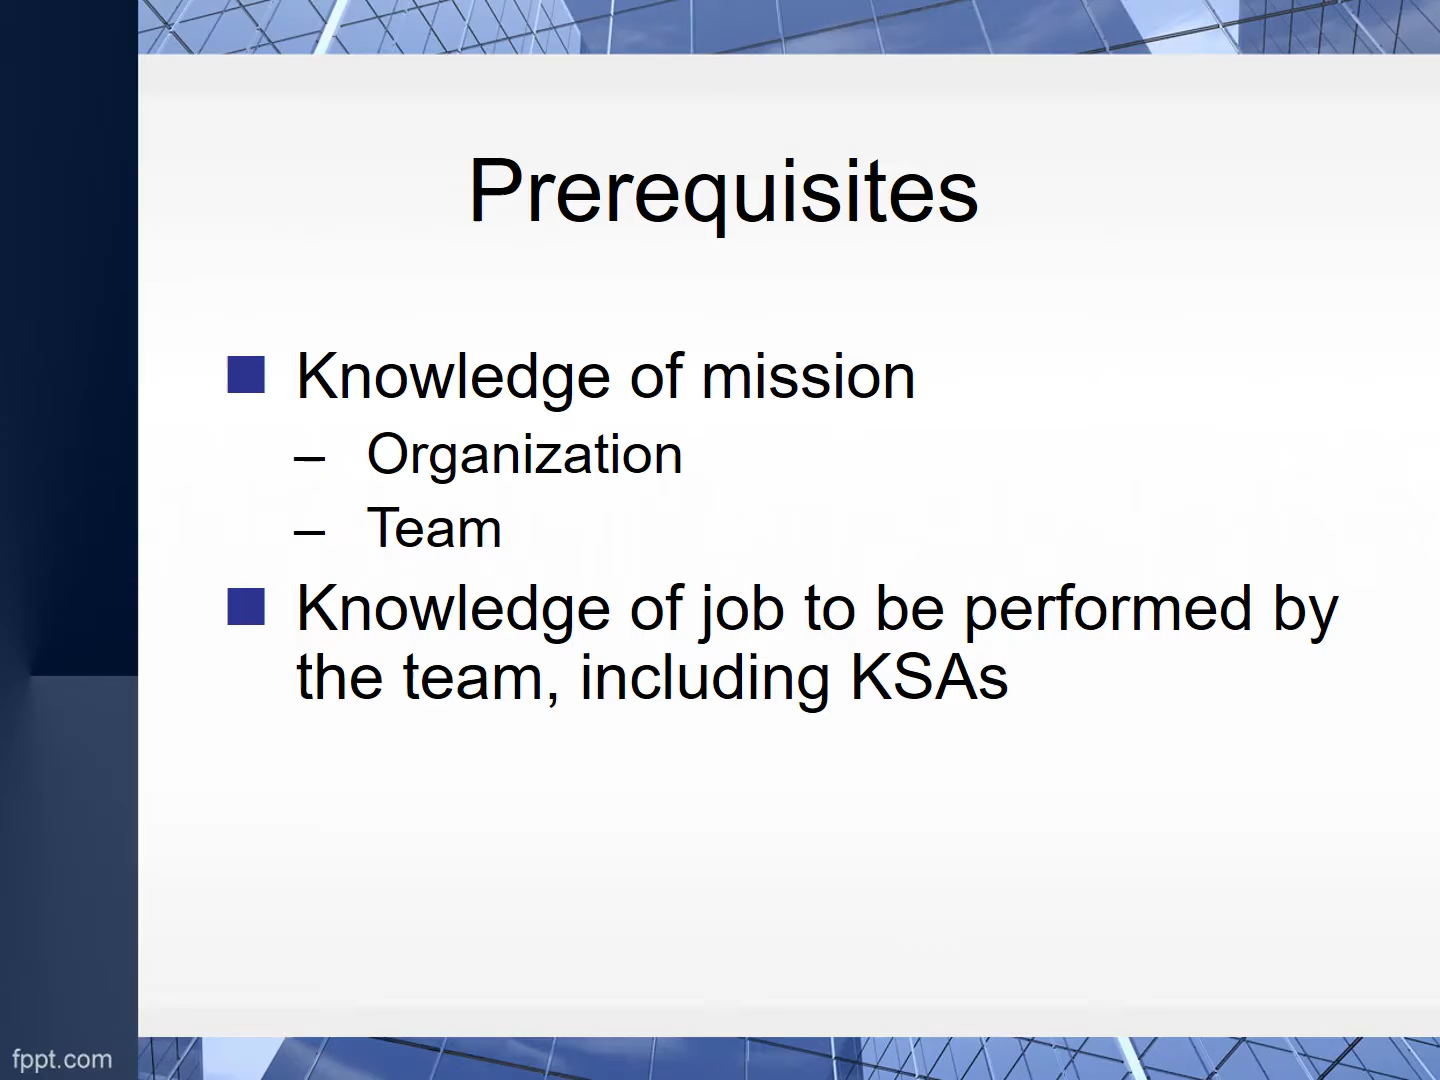 Prerequisites
■ Knowledge of mission
– Organization
– Team
■ Knowledge of job to be performed by
the team, including KSAs
fppt.com